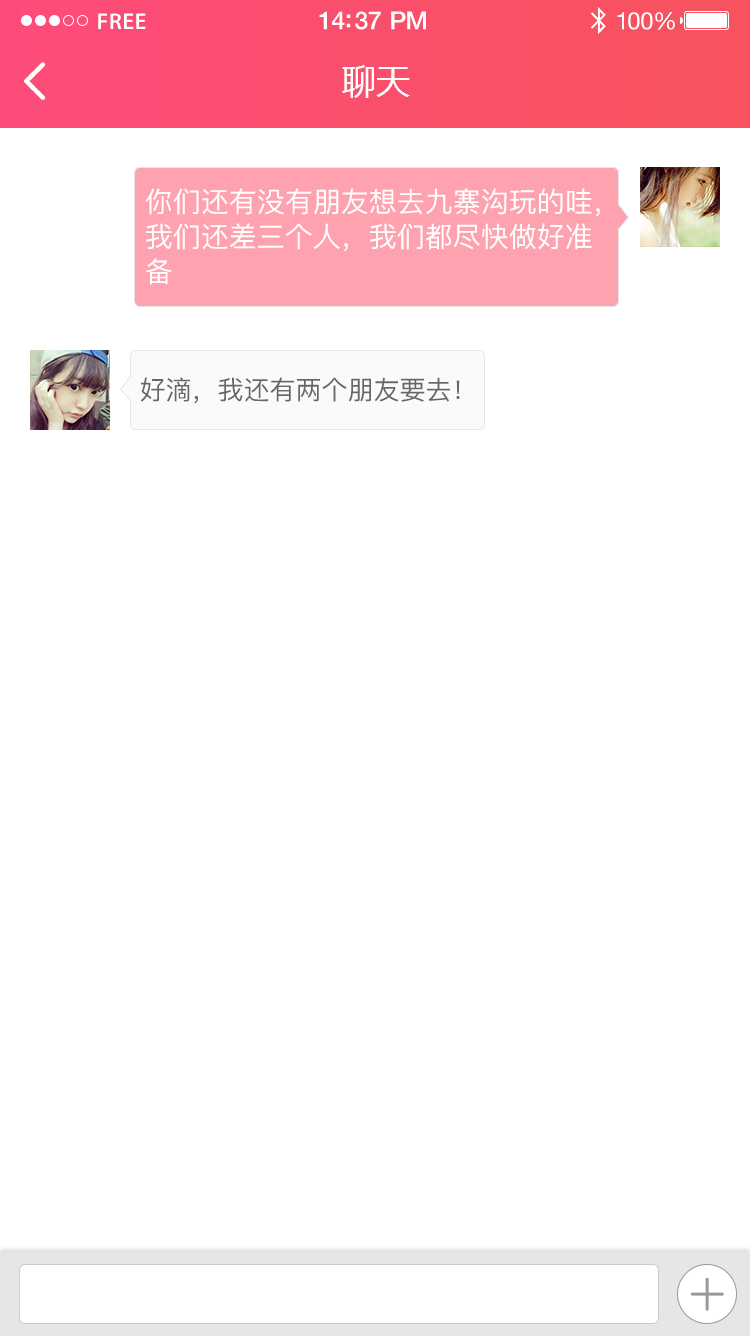 FREE 14:37 PM 100%
聊天
你们还有没有朋友想去九寨沟玩的哇,
我们还差三个人，我们都尽快做好准
备
好滴，我还有两个朋友要去！